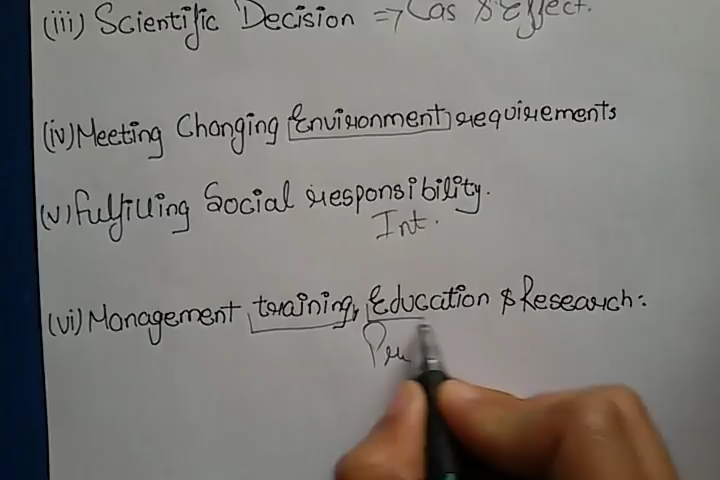 (iii) Scientific Decision => Cas & Effect.
(iv) Meeting Changing Environment requirements
(v) Fulfilling Social responsibility.
Int.
(vi) Management training, Education & Research: